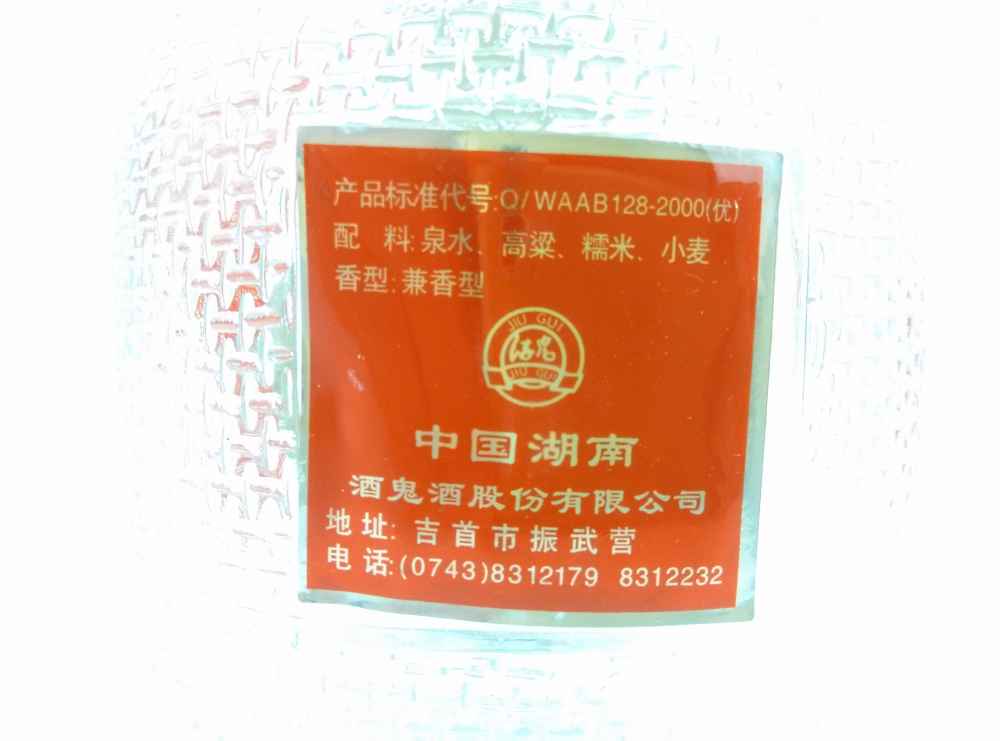 产品标准代号:Q/WAAB128-2000(优)
配 料:泉水、高粱、糯米、小麦
香型:兼香型
JIU GUI
酒鬼
JIU GUI
中国湖南
酒鬼酒股份有限公司
地址: 吉首市振武营
电话:(0743)8312179 8312232